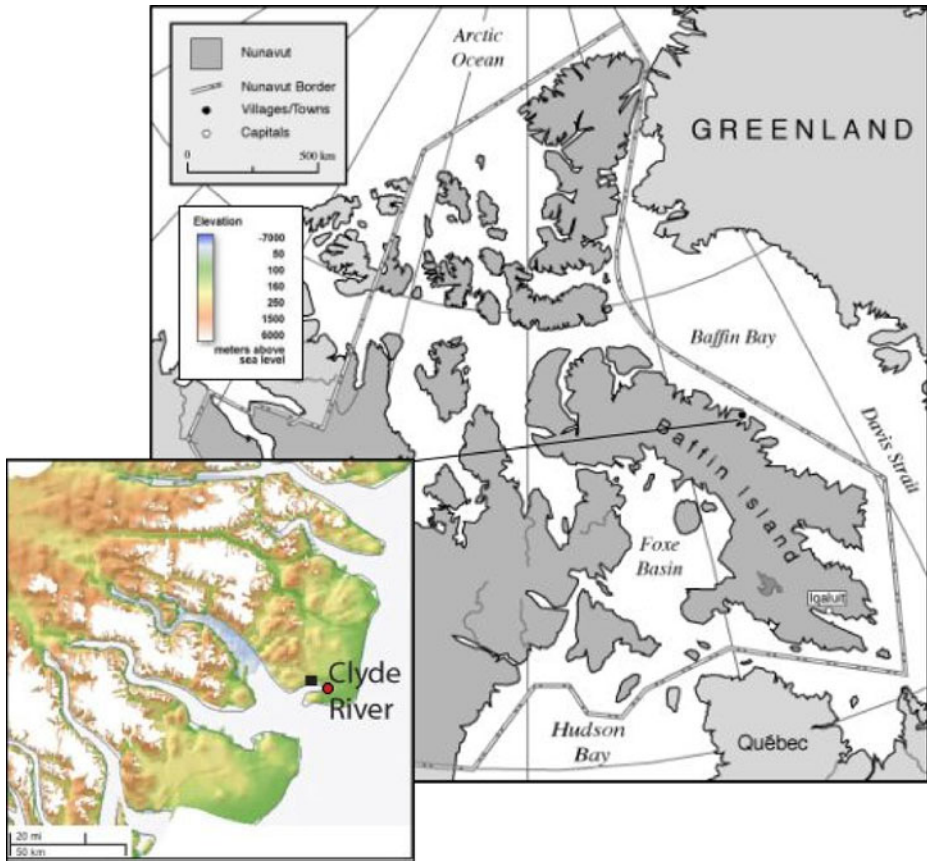 Nunavut
Nunavut Border
Villages/Towns
Capitals
0
500 km
Arctic
Ocean
GREENLAND
Elevation
-7000
50
100
160
250
1500
6000
meters above
sea level
Baffin Bay
Davis Strait
Baffin Island
Foxe
Basin
Iqaluit
Hudson
Bay
Québec
Clyde
River
20 mi
50 km